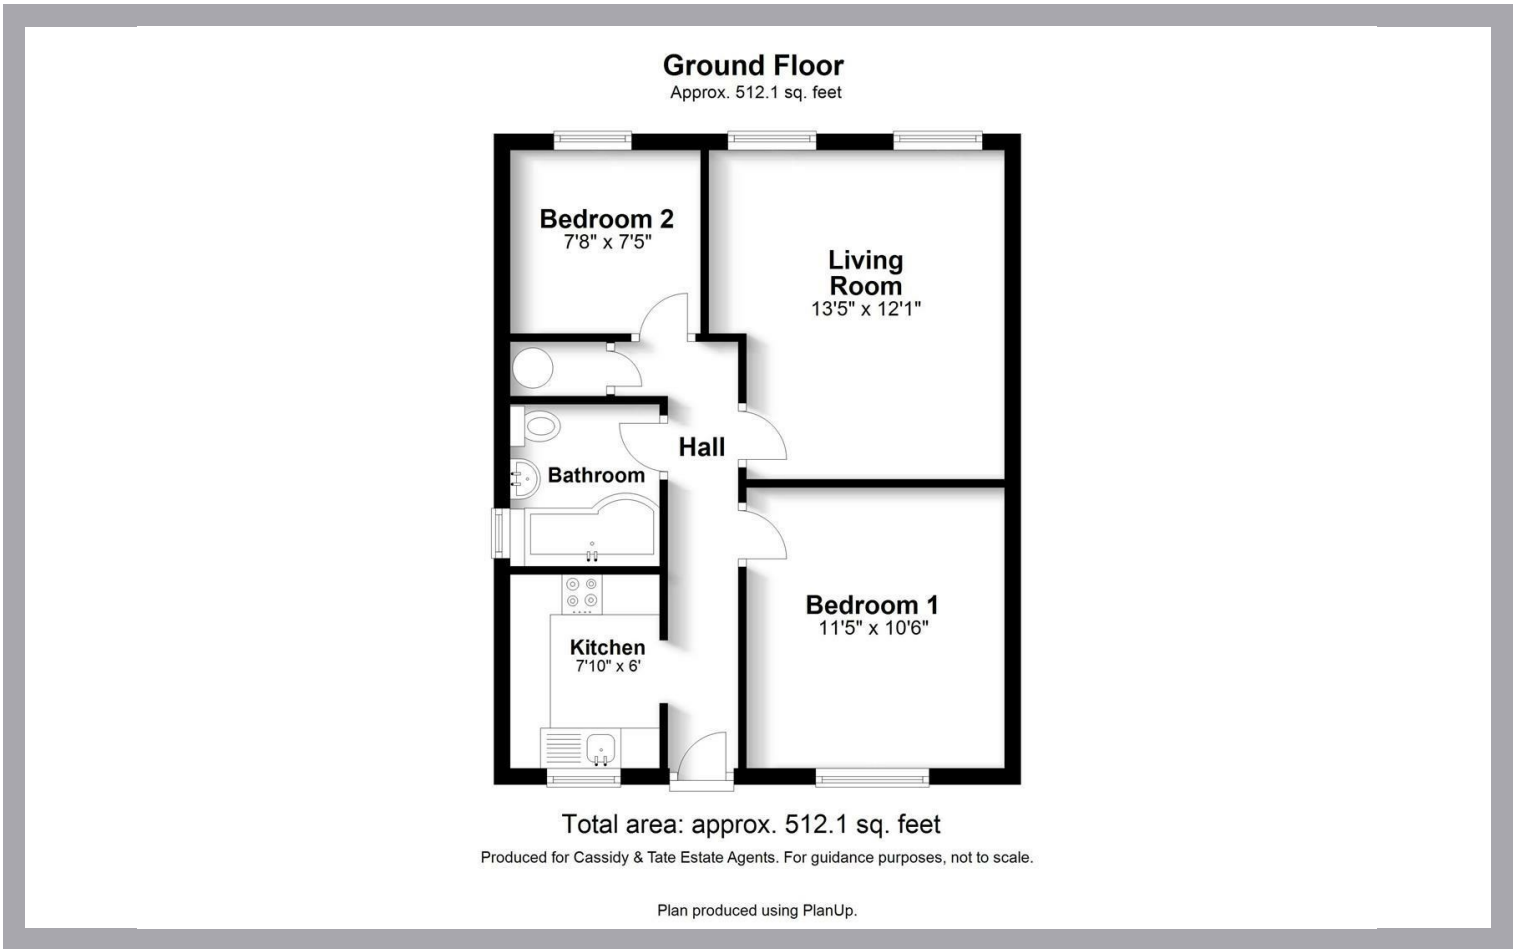 Ground Floor
Approx. 512.1 sq. feet
Bedroom 2
7'8" x 7'5"
Living
Room
13'5" x 12'1"
Hall
Bathroom
Bedroom 1
11'5" x 10'6"
Kitchen
7'10" x 6'
Total area: approx. 512.1 sq. feet
Produced for Cassidy & Tate Estate Agents. For guidance purposes, not to scale.
Plan produced using PlanUp.